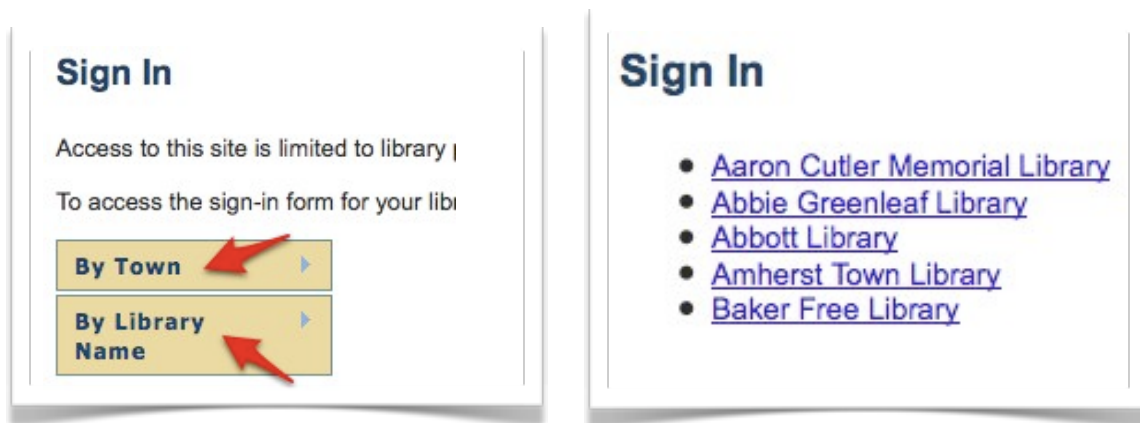 Sign In
Access to this site is limited to library
To access the sign-in form for your
By Town
By Library
Name
Sign In
Aaron Cutler Memorial Library
Abbie Greenleaf Library
Abbott Library
Amherst Town Library
Baker Free Library